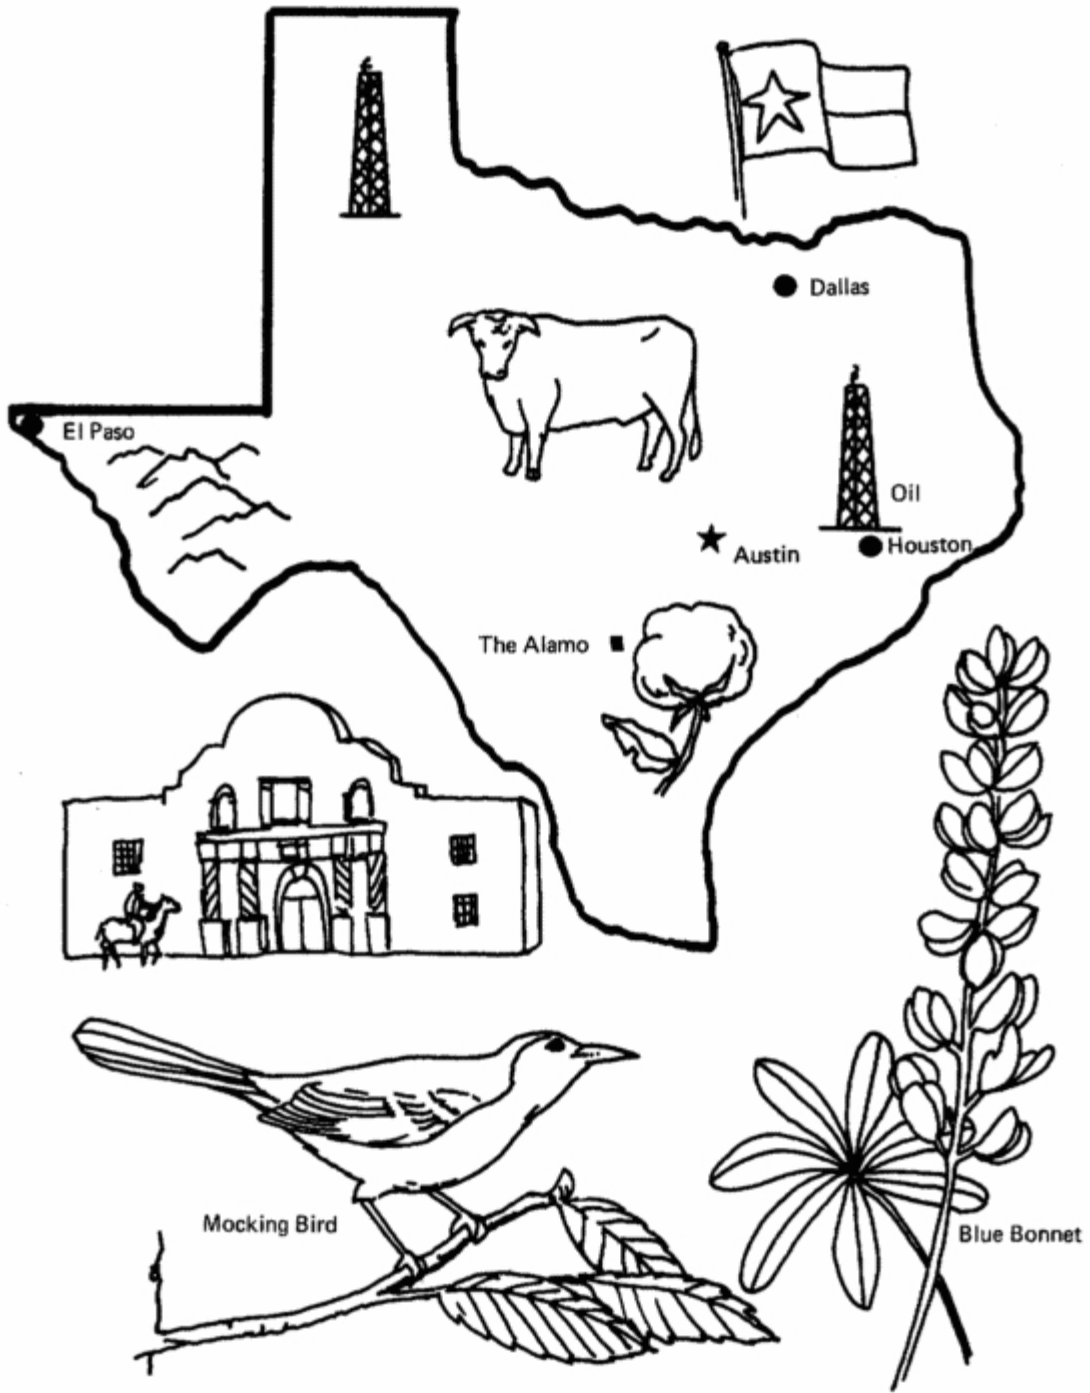 Dallas
El Paso
Oil
Houston
Austin
The Alamo
Mocking Bird
Blue Bonnet